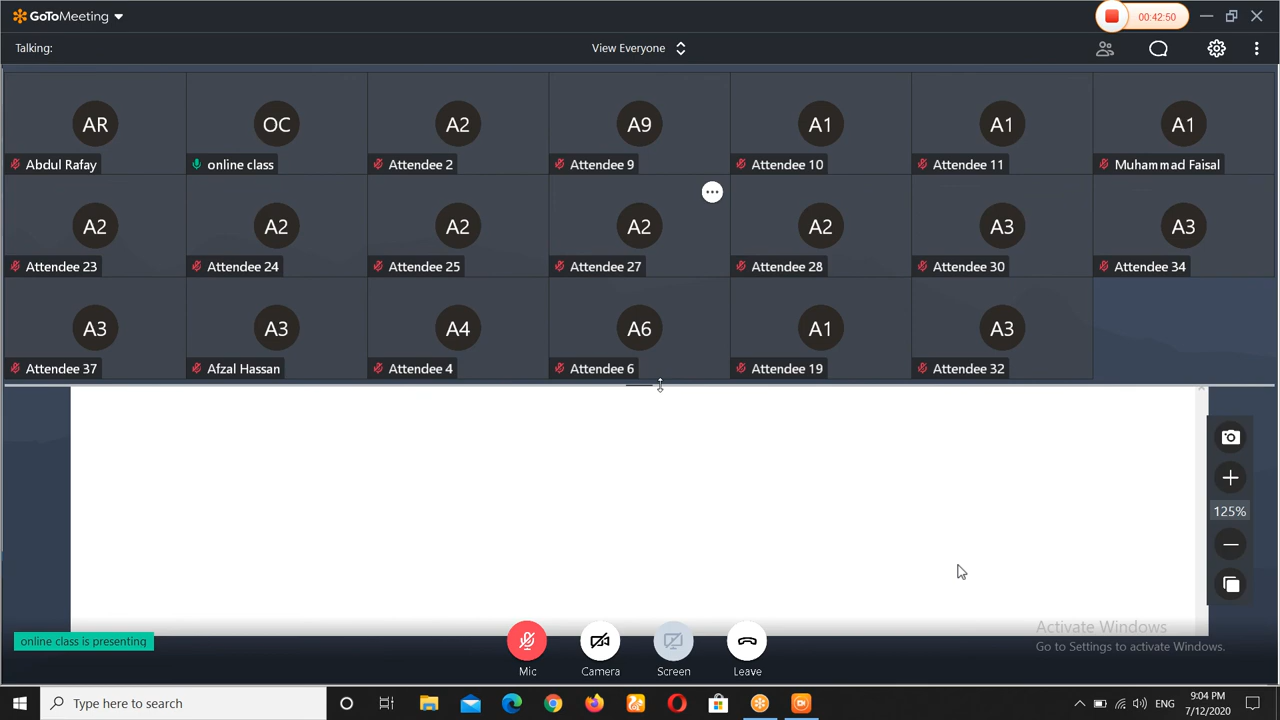 GoToMeeting
00:42:50
Talking:
View Everyone
AR
OC
A2
A9
A1
A1
A1
Abdul Rafay
online class
Attendee 2
Attendee 9
Attendee 10
Attendee 11
Muhammad Faisal
A2
A2
A2
A2
A2
A3
A3
Attendee 23
Attendee 24
Attendee 25
Attendee 27
Attendee 28
Attendee 30
Attendee 34
A3
A3
A4
A6
A1
A3
Attendee 37
Afzal Hassan
Attendee 4
Attendee 6
Attendee 19
Attendee 32
125%
online class is presenting
Mic
Camera
Screen
Leave
Activate Windows
Go to Settings to activate Windows.
Type here to search
ENG
9:04 PM
7/12/2020